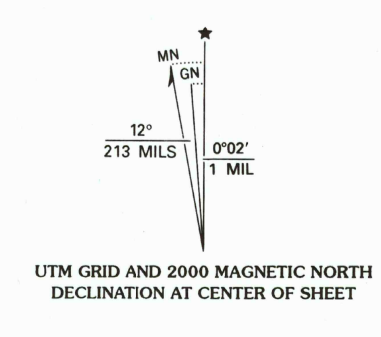 ★
MN
GN
12°
213 MILS
0°02′
1 MIL
UTM GRID AND 2000 MAGNETIC NORTH
DECLINATION AT CENTER OF SHEET